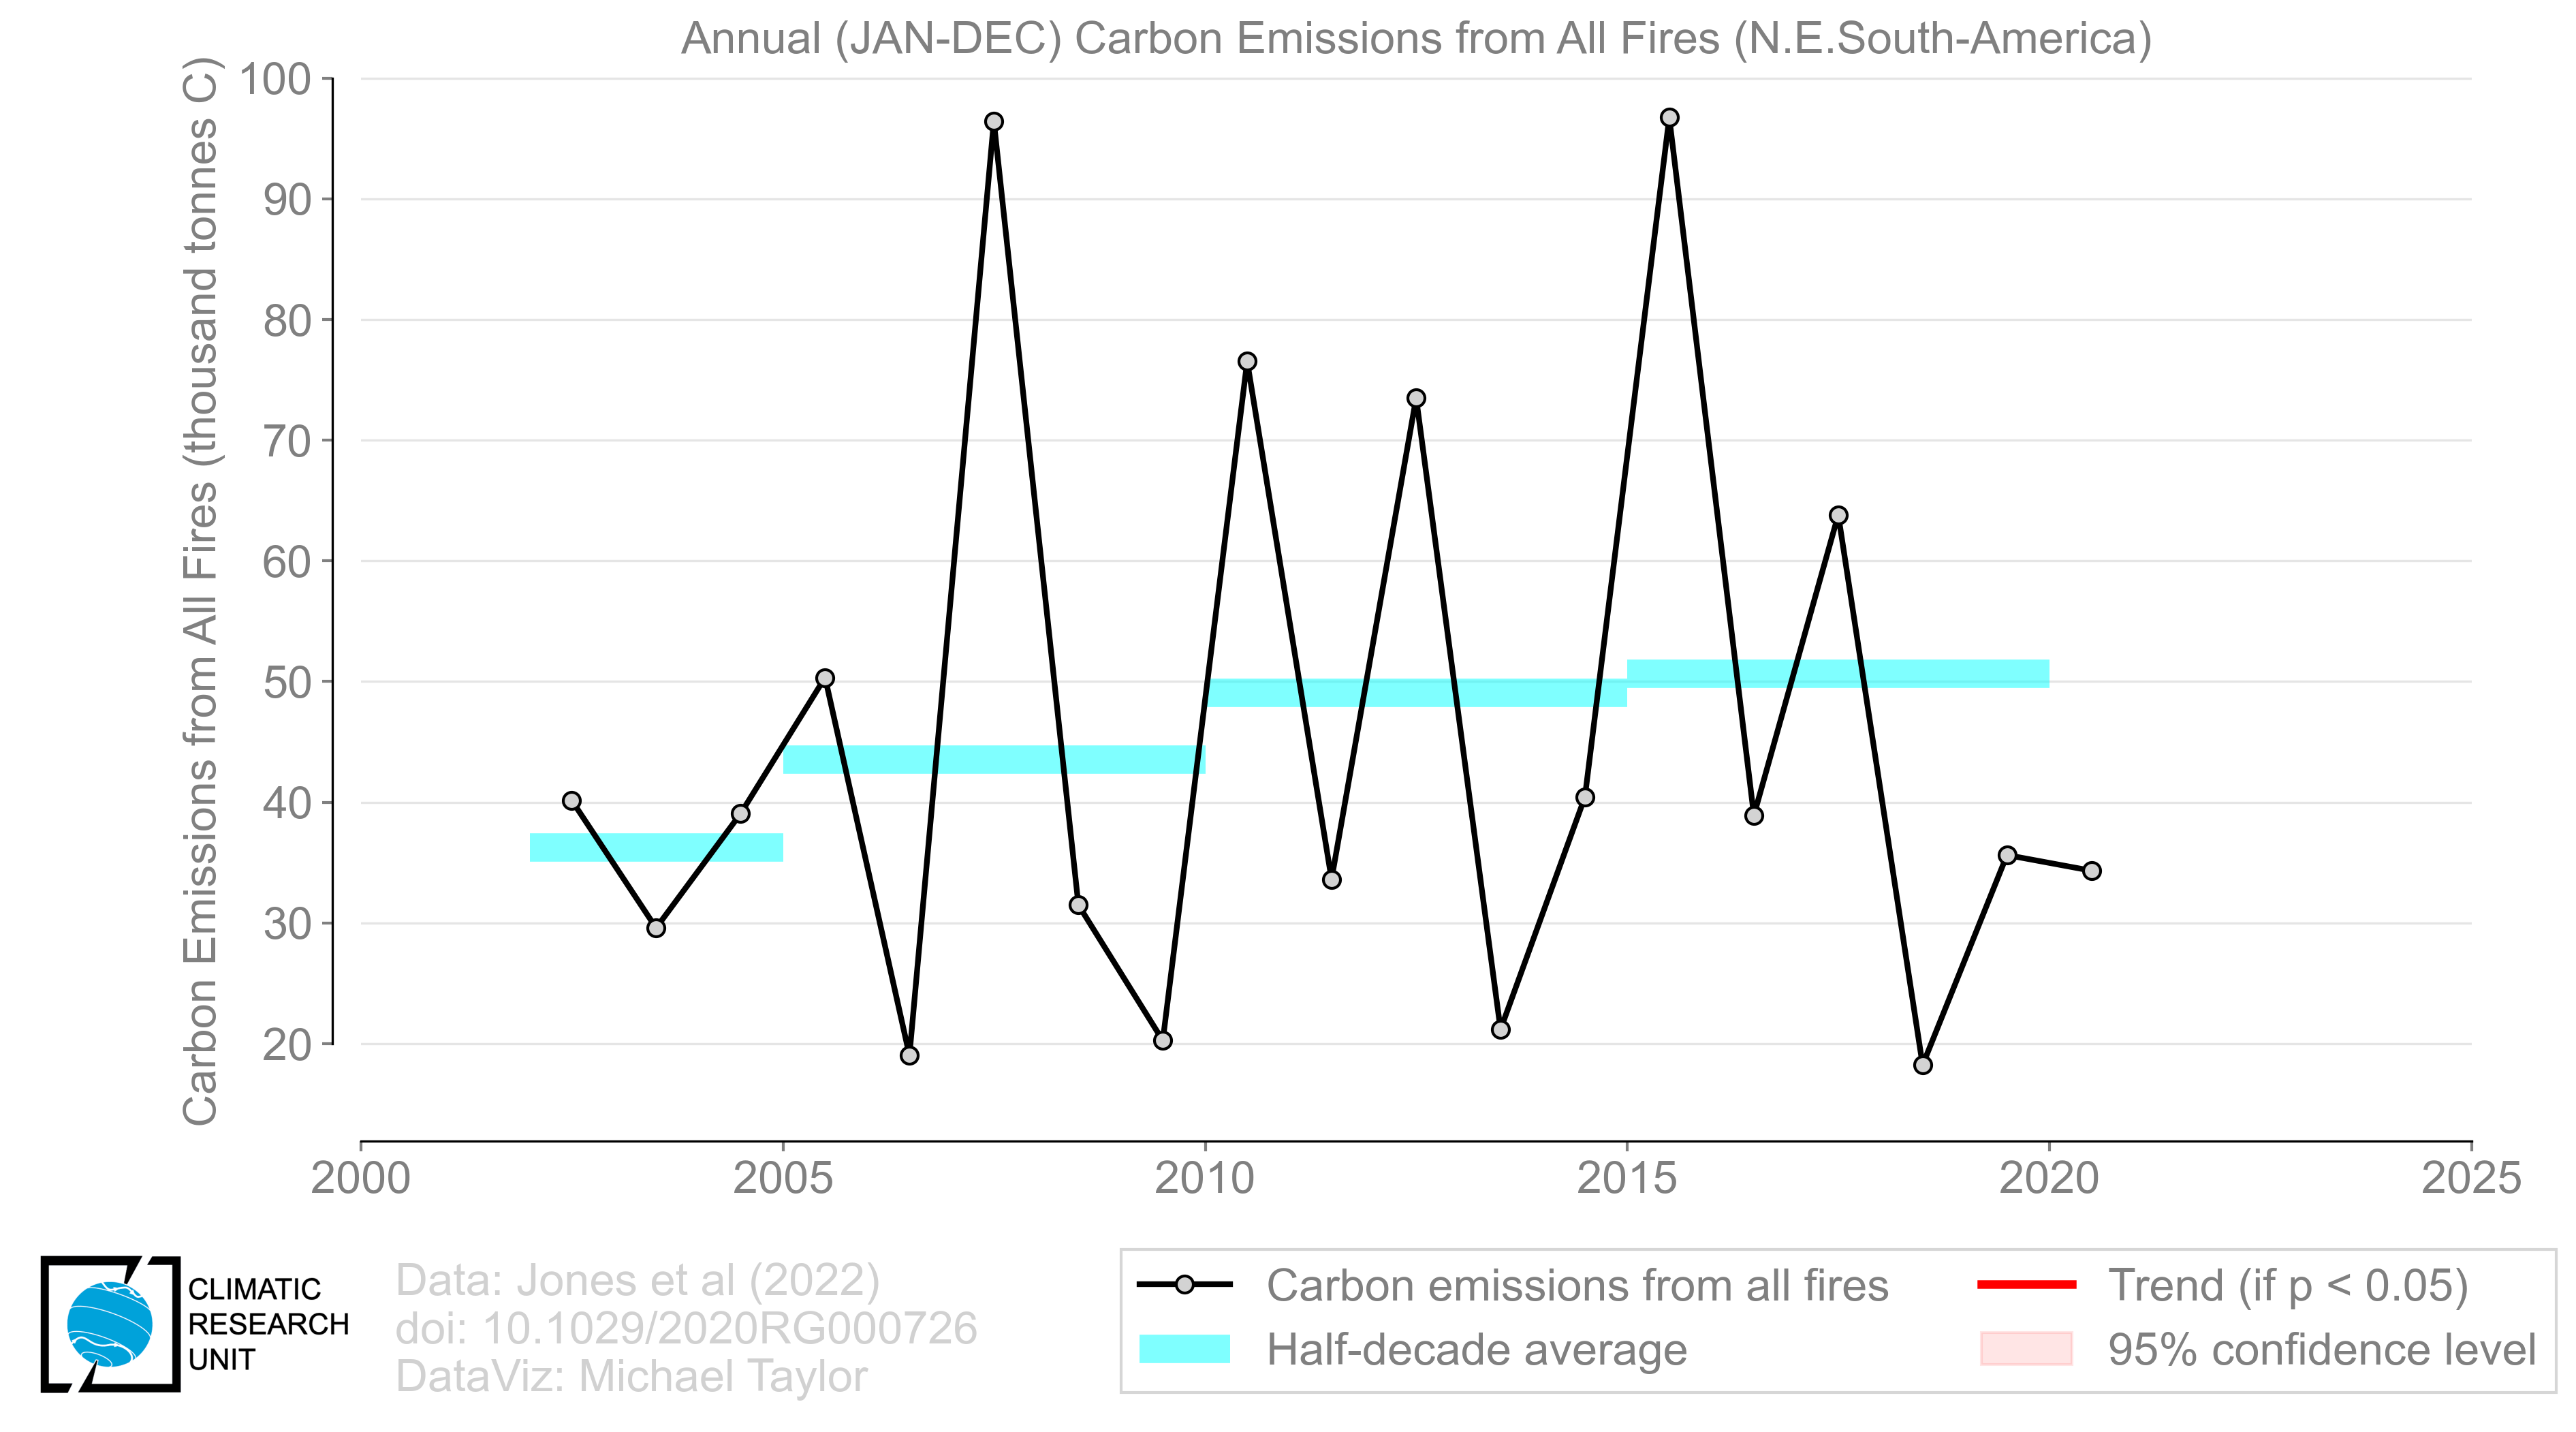 Annual (JAN-DEC) Carbon Emissions from All Fires (N.E.South-America)
Carbon Emissions from All Fires (thousand tonnes C)
100
90
80
70
60
50
40
30
20
2000 2005 2010 2015 2020 2025
CLIMATIC
RESEARCH
UNIT
Data: Jones et al (2022)
doi: 10.1029/2020RG000726
DataViz: Michael Taylor
Carbon emissions from all fires
Half-decade average
Trend (if p < 0.05)
95% confidence level